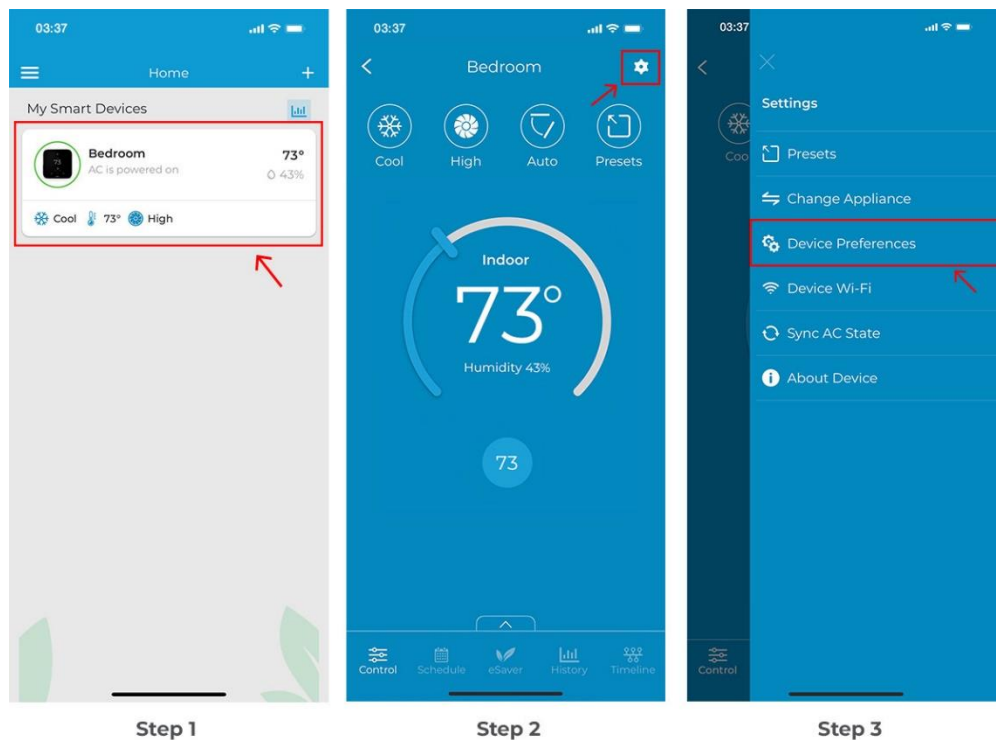 03:37
Home
My Smart Devices
73
Bedroom
73°
AC is powered on
43%
Cool 73° High
Step 1
03:37
Bedroom
Cool High Auto Presets
Indoor
73°
Humidity 43%
73
Control Schedule eSaver History Timeline
Step 2
03:37
Coo
Control
Settings
Presets
Change Appliance
Device Preferences
Device Wi-Fi
Sync AC State
About Device
Step 3